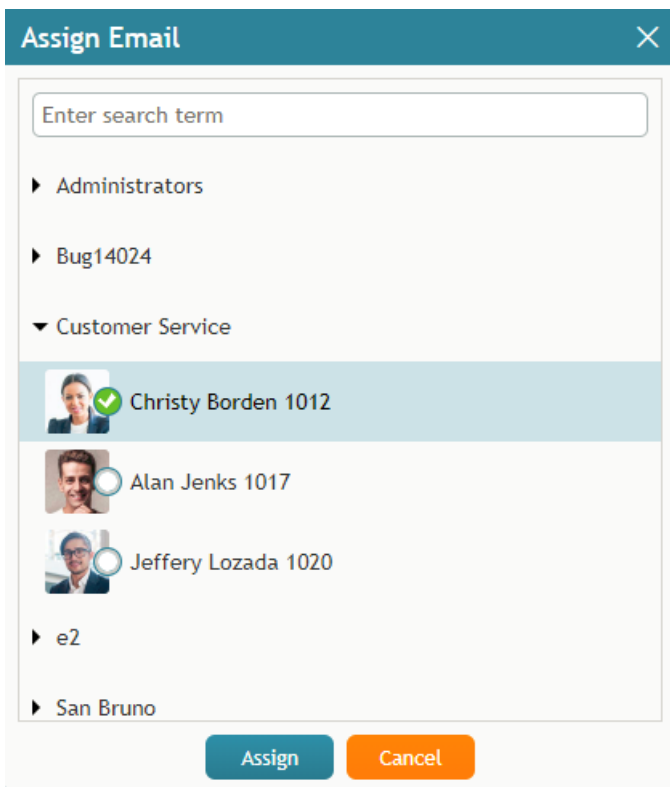 Assign Email
Enter search term
Administrators
Bug14024
Customer Service
Christy Borden 1012
Alan Jenks 1017
Jeffery Lozada 1020
e2
San Bruno
Assign Cancel